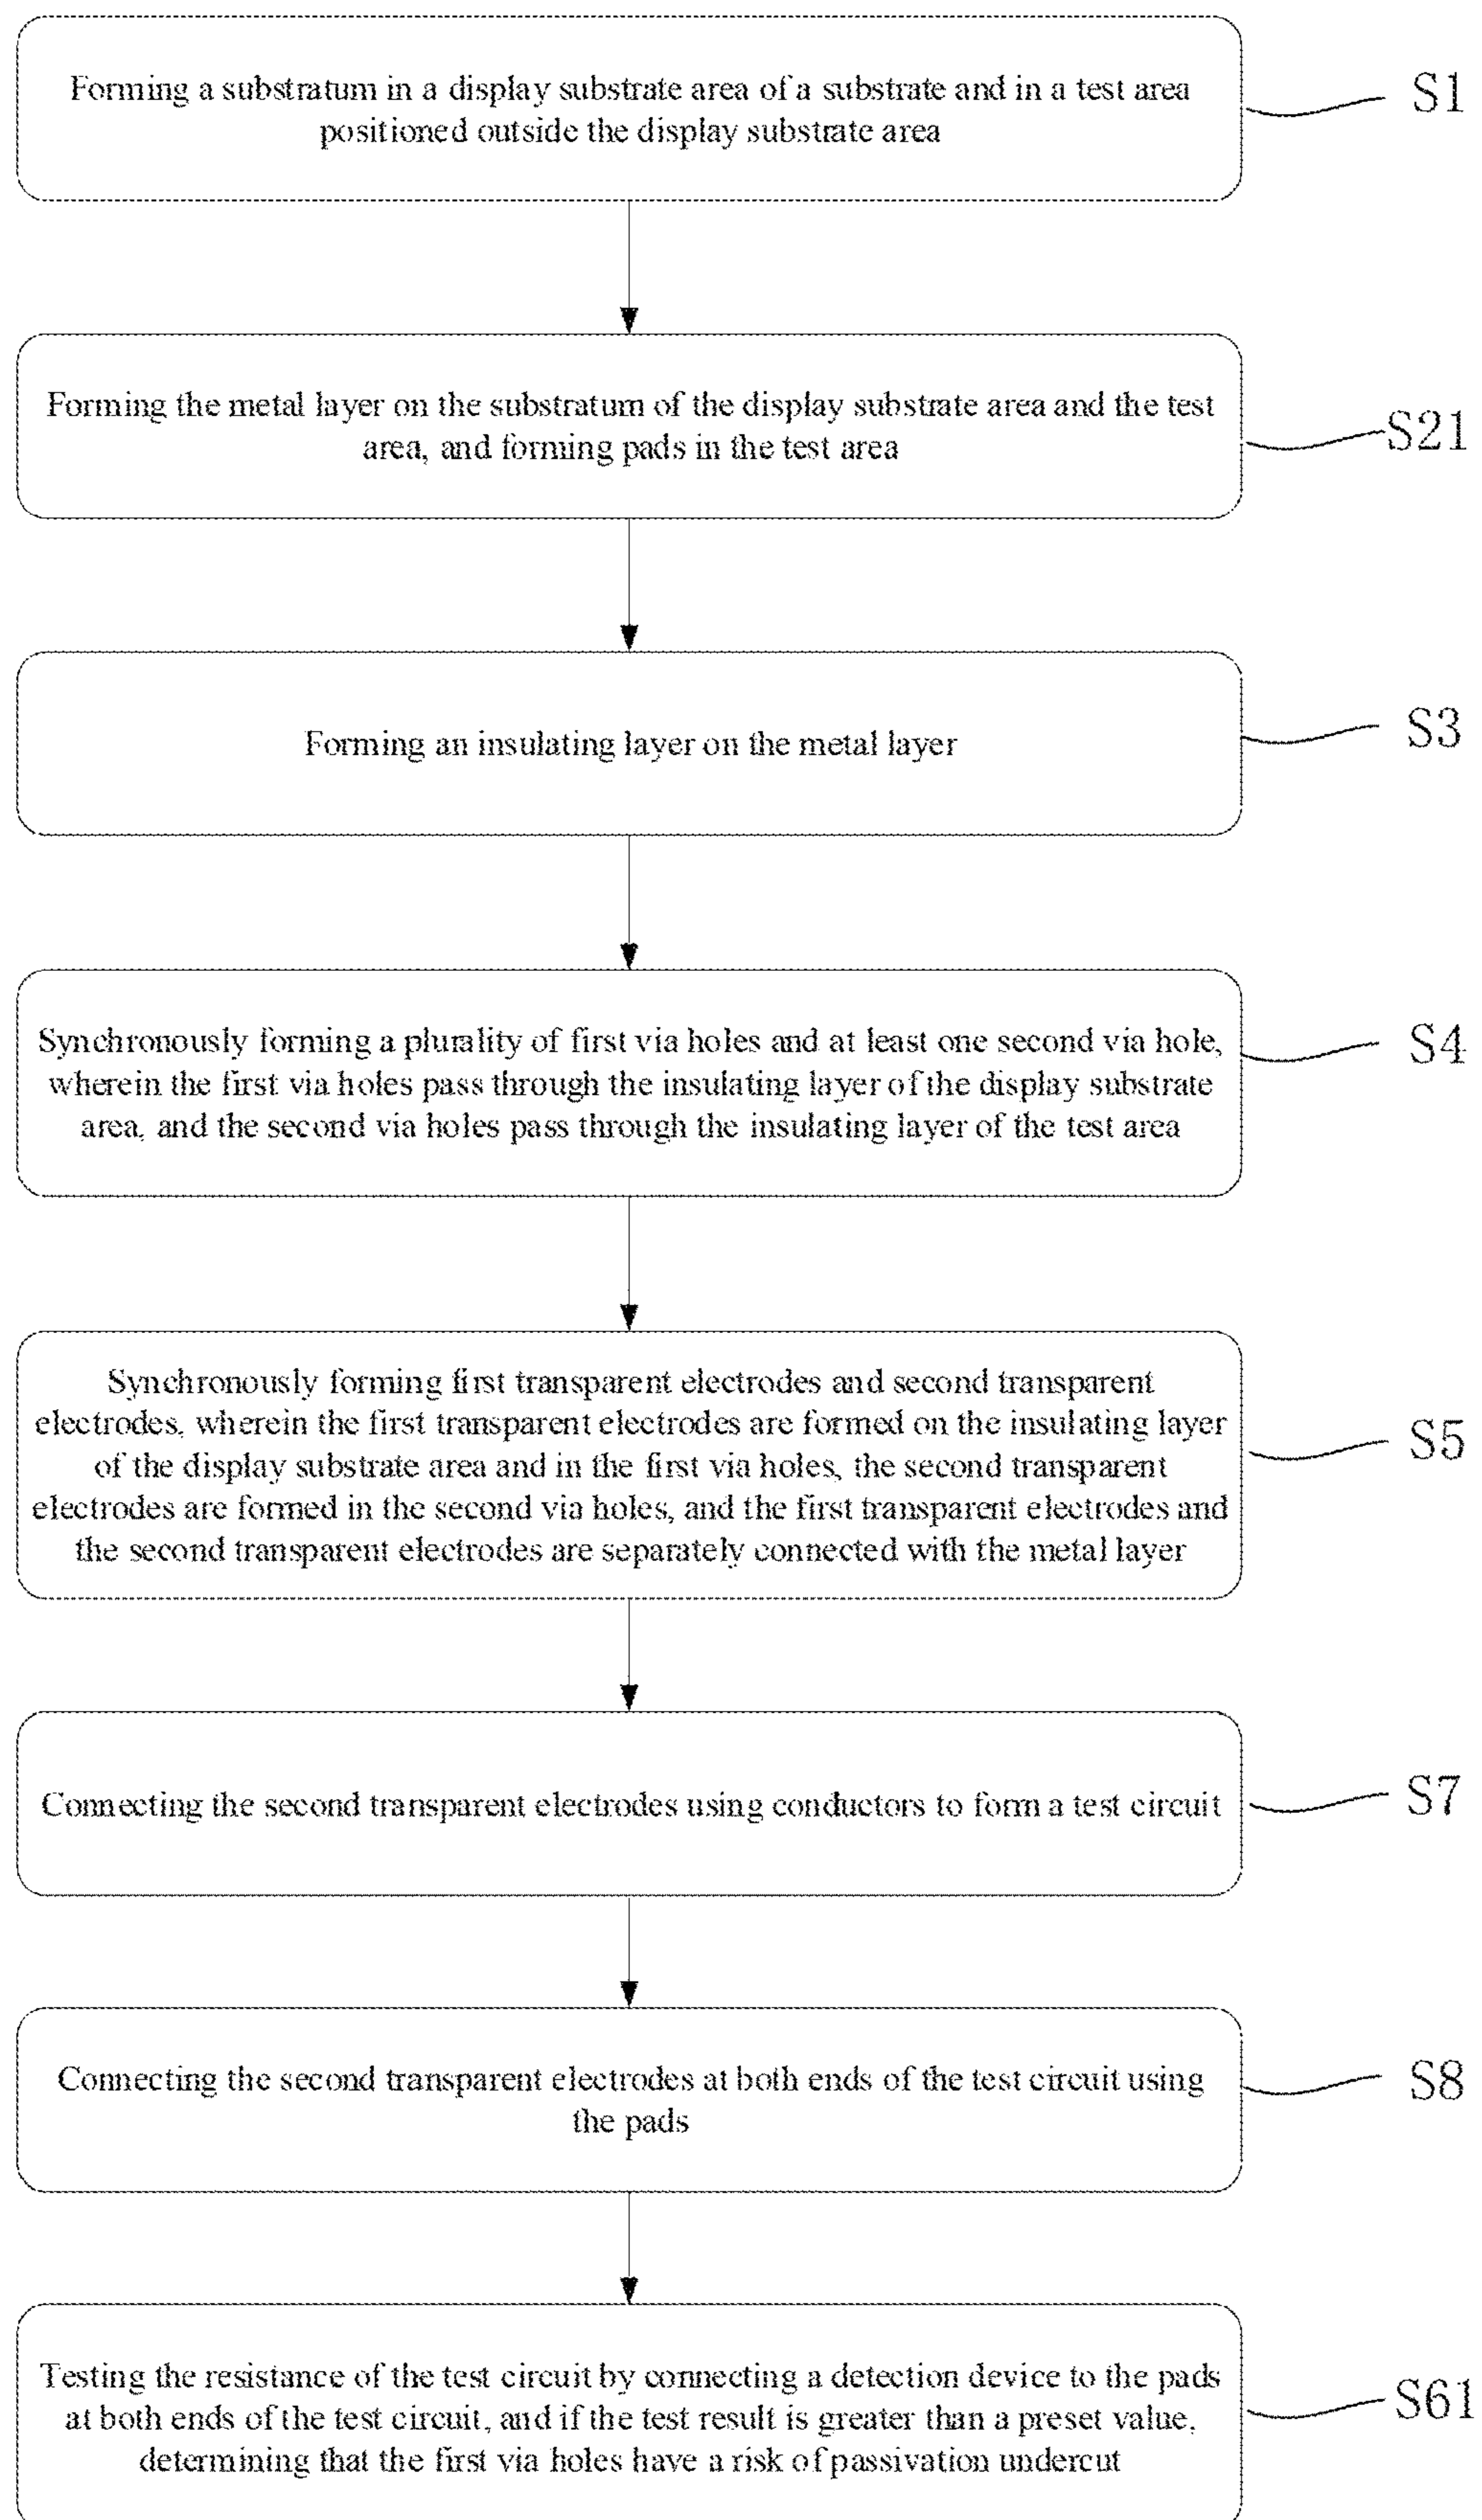 Forming a substratum in a display substrate area of a substrate and in a test area
positioned outside the display substrate area
S1
Forming the metal layer on the substratum of the display substrate area and the test
area, and forming pads in the test area
S21
Forming an insulating layer on the metal layer
S3
Synchronously forming a plurality of first via holes and at least one second via hole,
wherein the first via holes pass through the insulating layer of the display substrate
area, and the second via holes pass through the insulating layer of the test area
S4
Synchronously forming first transparent electrodes and second transparent
electrodes, wherein the first transparent electrodes are formed on the insulating layer
of the display substrate area and in the first via holes, the second transparent
electrodes are formed in the second via holes, and the first transparent electrodes and
the second transparent electrodes are separately connected with the metal layer
S5
Connecting the second transparent electrodes using conductors to form a test circuit
S7
Connecting the second transparent electrodes at both ends of the test circuit using
the pads
S8
Testing the resistance of the test circuit by connecting a detection device to the pads
at both ends of the test circuit, and if the test result is greater than a preset value,
determining that the first via holes have a risk of passivation undercut
S61